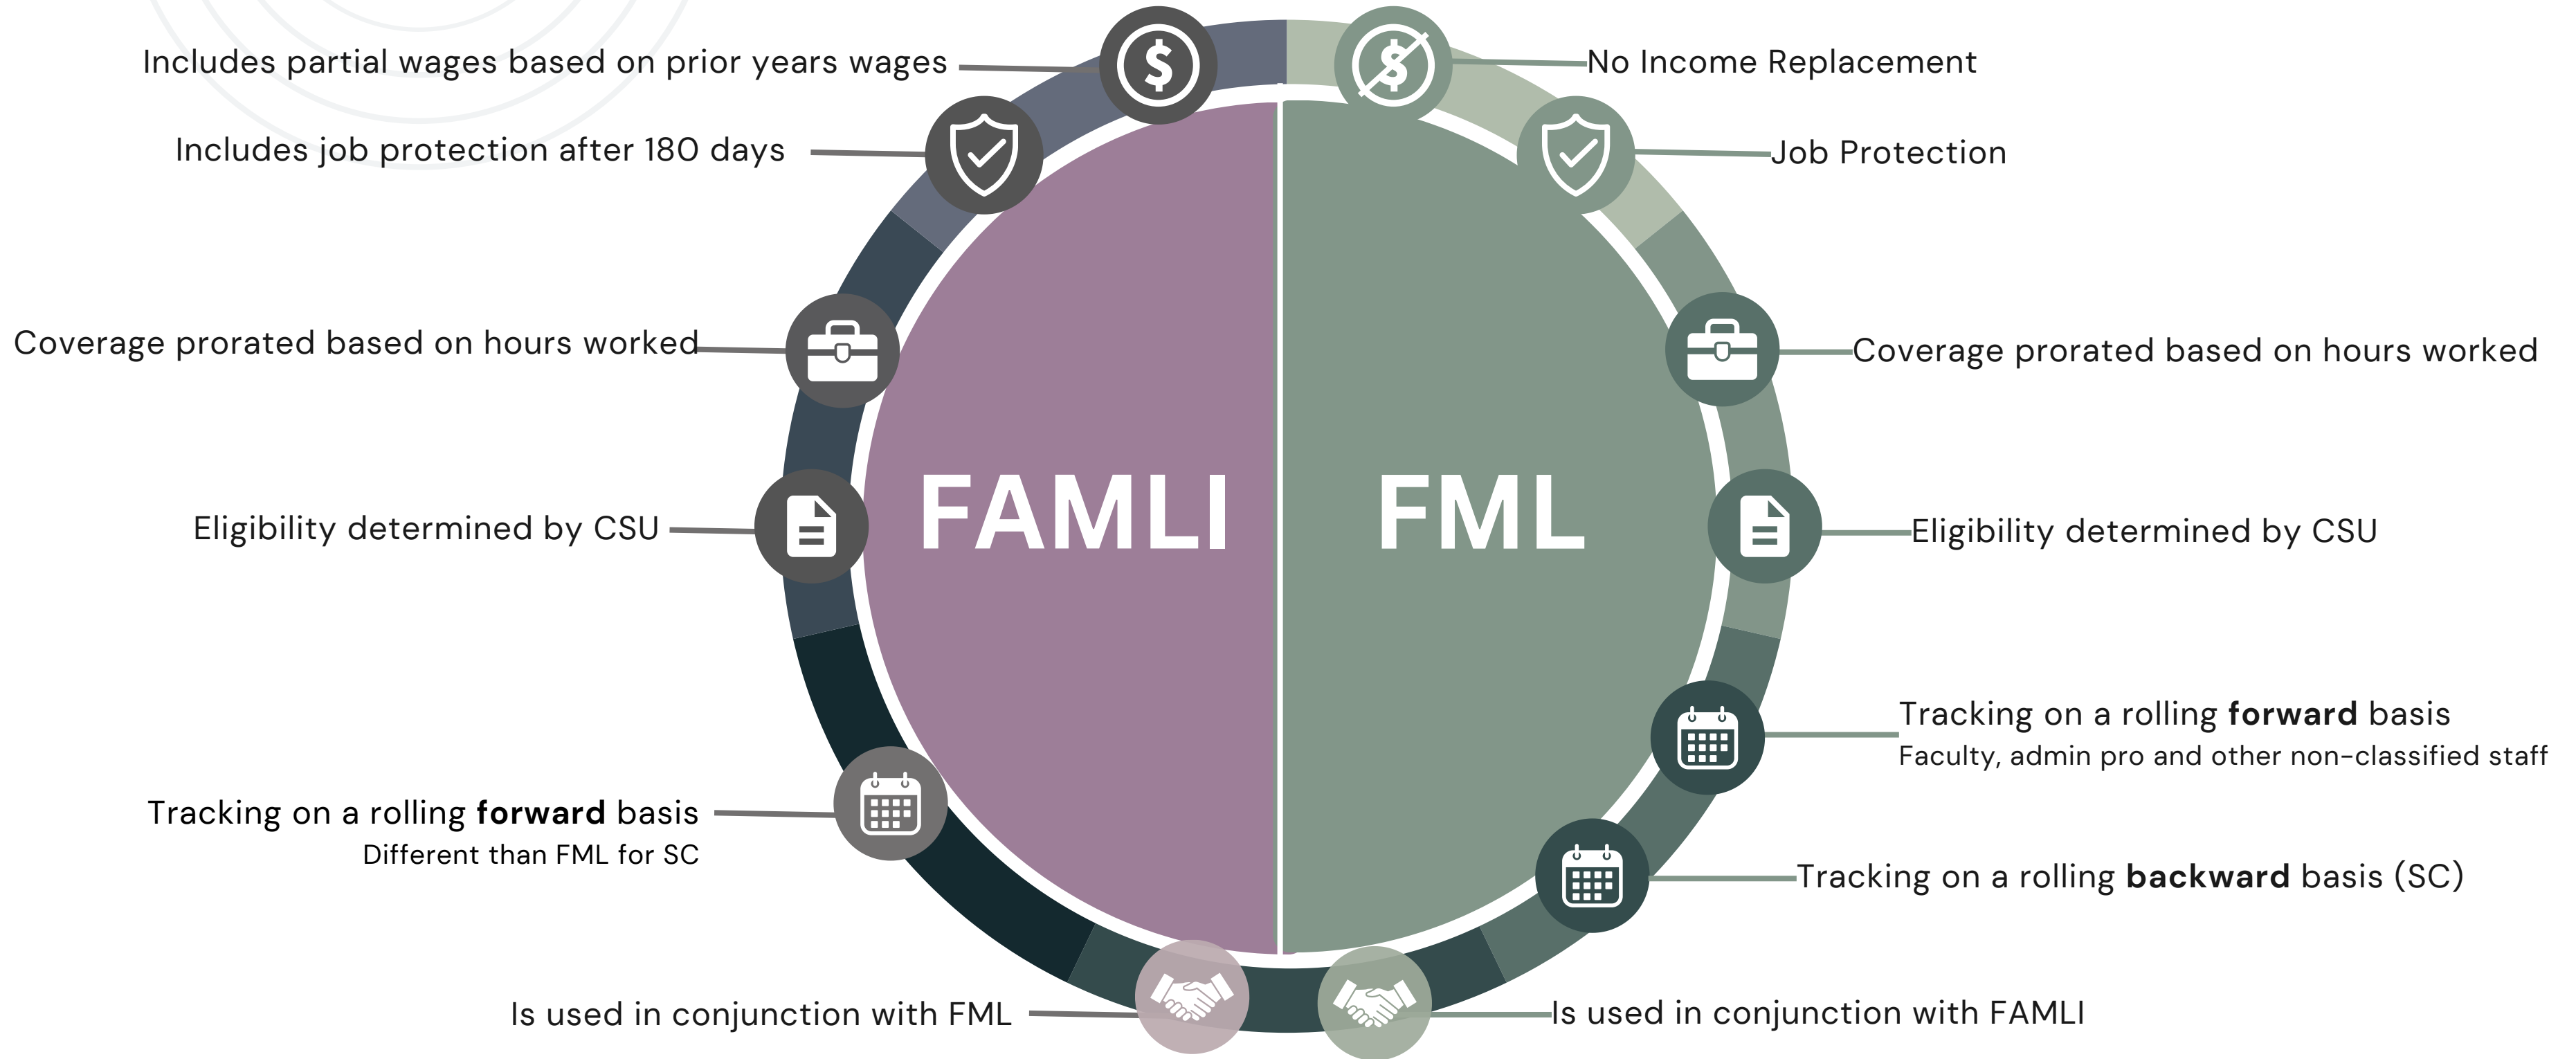 Includes partial wages based on prior years wages
Includes job protection after 180 days
Coverage prorated based on hours worked
Eligibility determined by CSU
Tracking on a rolling forward basis
Different than FML for SC
Is used in conjunction with FML
FAMLI
FML
No Income Replacement
Job Protection
Coverage prorated based on hours worked
Eligibility determined by CSU
Tracking on a rolling forward basis
Faculty, admin pro and other non-classified staff
Tracking on a rolling backward basis (SC)
Is used in conjunction with FAMLI